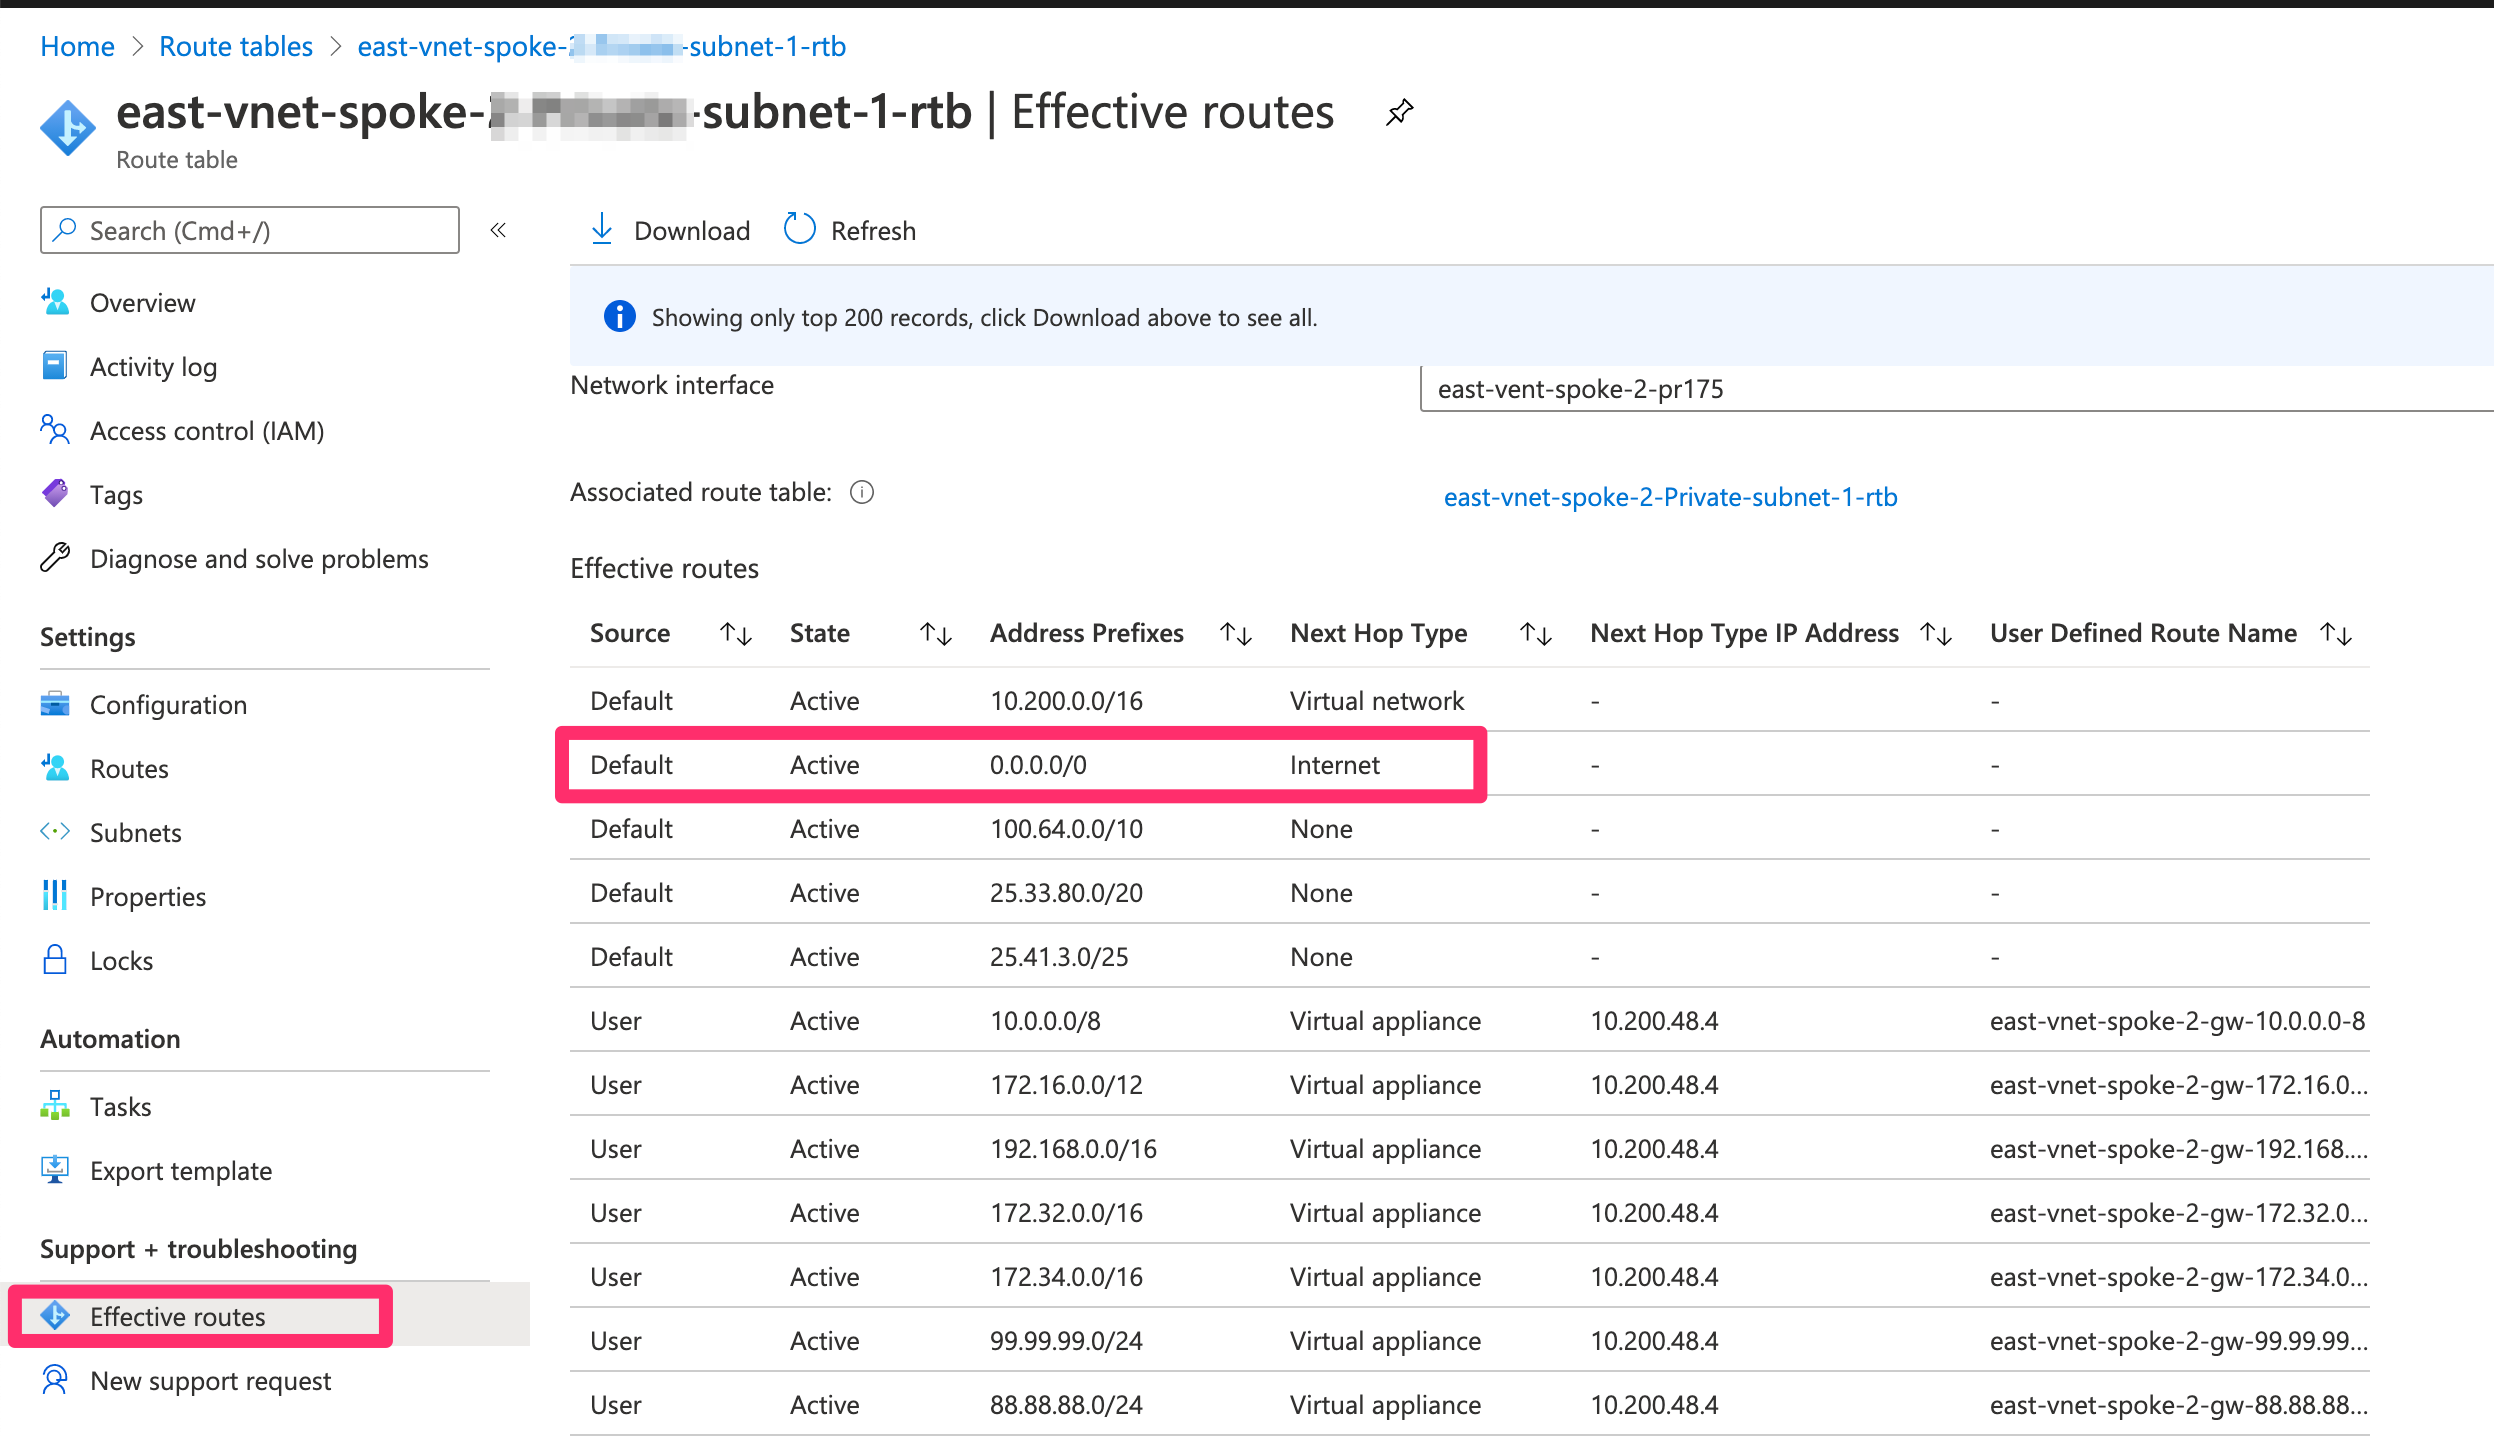 Home > Route tables > east-vnet-spoke- -subnet-1-rtb
east-vnet-spoke- -subnet-1-rtb | Effective routes
Route table
Search (Cmd+/)
«
Download
Refresh
Showing only top 200 records, click Download above to see all.
Overview
Activity log
Access control (IAM)
Tags
Diagnose and solve problems
Settings
Configuration
Routes
Subnets
Properties
Locks
Automation
Tasks
Export template
Support + troubleshooting
Effective routes
New support request
Network interface east-vent-spoke-2-pr175
Associated route table: east-vnet-spoke-2-Private-subnet-1-rtb
Effective routes
Source State Address Prefixes Next Hop Type Next Hop Type IP Address User Defined Route Name
Default Active 10.200.0.0/16 Virtual network - -
Default Active 0.0.0.0/0 Internet - -
Default Active 100.64.0.0/10 None - -
Default Active 25.33.80.0/20 None - -
Default Active 25.41.3.0/25 None - -
User Active 10.0.0.0/8 Virtual appliance 10.200.48.4 east-vnet-spoke-2-gw-10.0.0.0-8
User Active 172.16.0.0/12 Virtual appliance 10.200.48.4 east-vnet-spoke-2-gw-172.16.0...
User Active 192.168.0.0/16 Virtual appliance 10.200.48.4 east-vnet-spoke-2-gw-192.168....
User Active 172.32.0.0/16 Virtual appliance 10.200.48.4 east-vnet-spoke-2-gw-172.32.0...
User Active 172.34.0.0/16 Virtual appliance 10.200.48.4 east-vnet-spoke-2-gw-172.34.0...
User Active 99.99.99.0/24 Virtual appliance 10.200.48.4 east-vnet-spoke-2-gw-99.99.99...
User Active 88.88.88.0/24 Virtual appliance 10.200.48.4 east-vnet-spoke-2-gw-88.88.88...